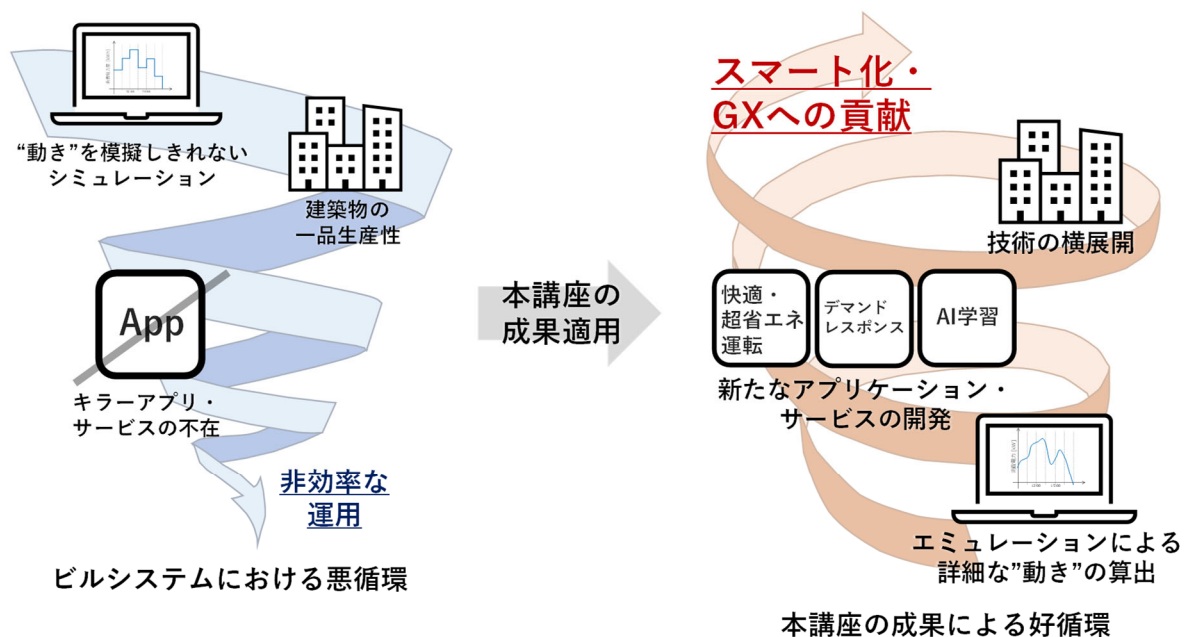 “動き”を模擬しきれない
シミュレーション
建築物の
一品生産性
App
キラーアプリ・
サービスの不在
非効率な
運用
ビルシステムにおける悪循環
本講座の
成果適用
スマート化・
GXへの貢献
技術の横展開
快適・
超省エネ
運転
デマンド
レスポンス
AI学習
新たなアプリケーション・
サービスの開発
エミュレーションによる
詳細な”動き”の算出
本講座の成果による好循環